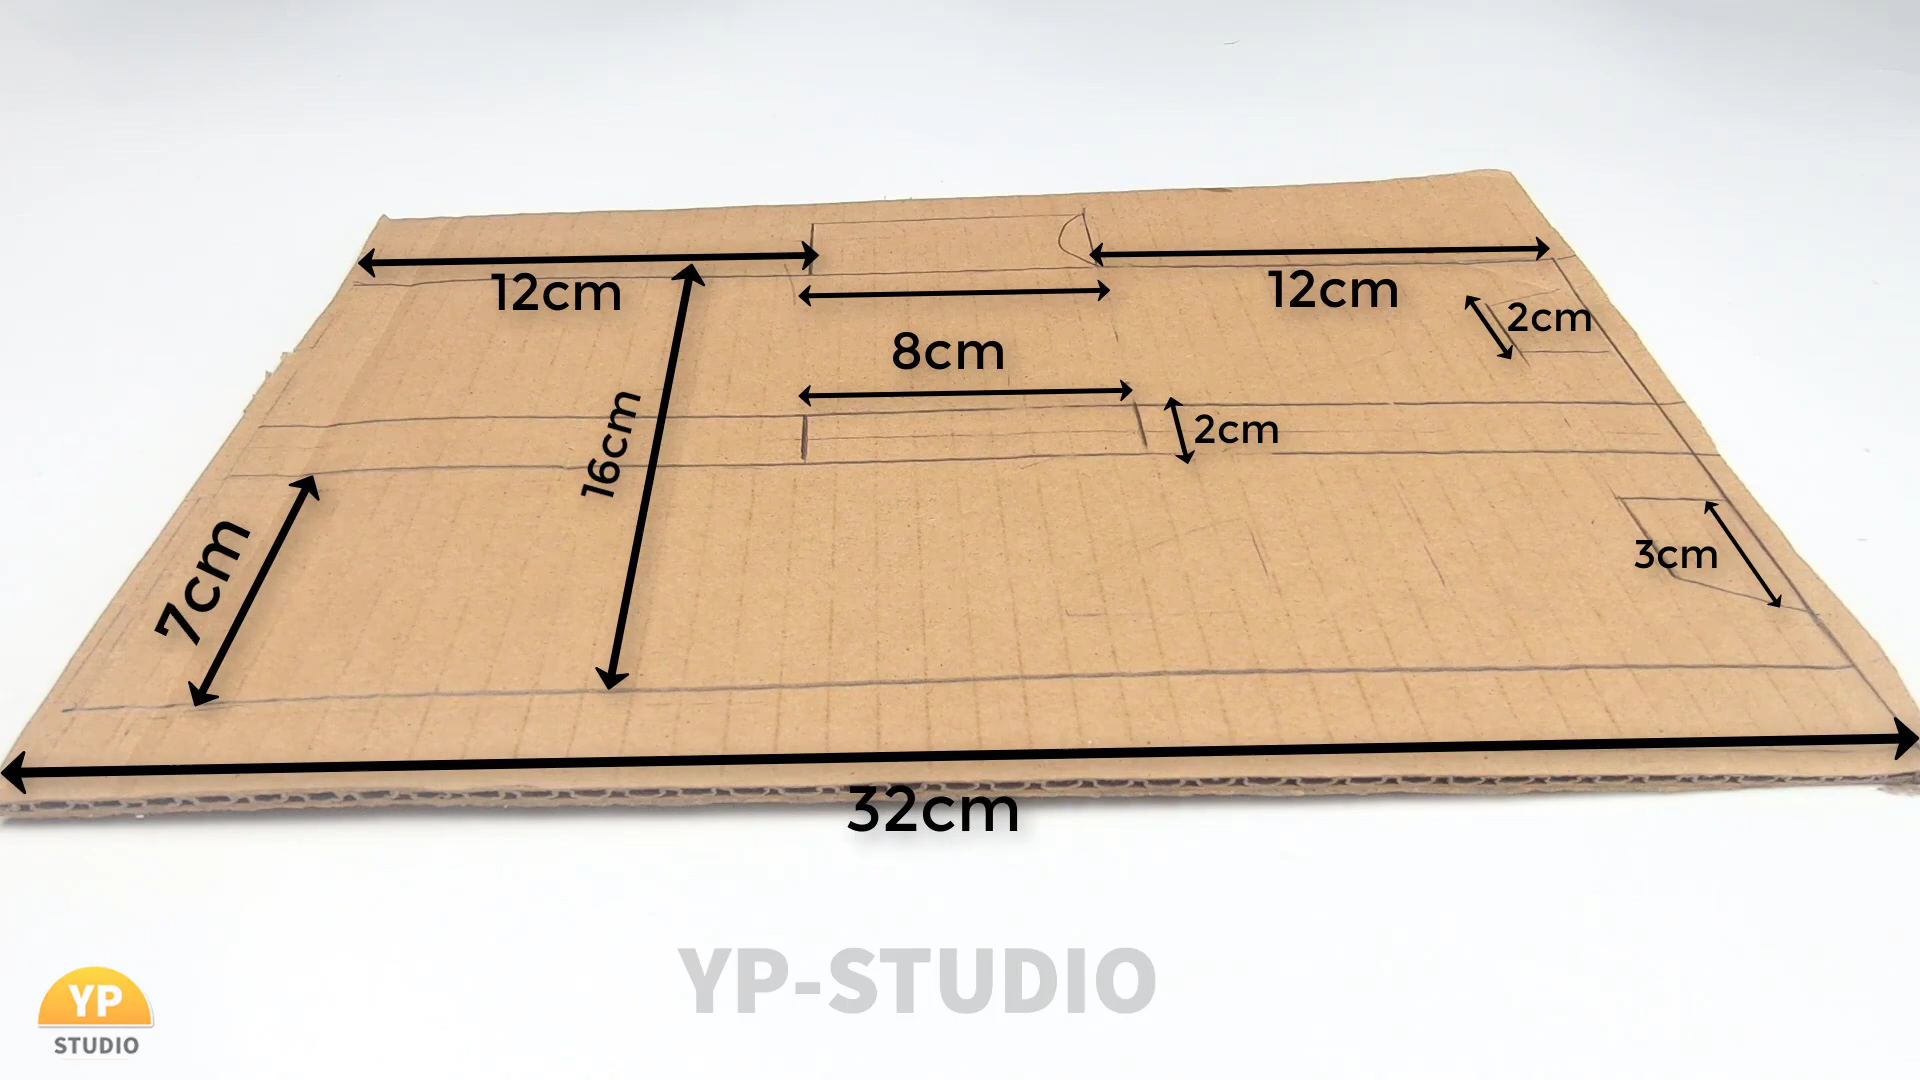 12cm
12cm
2cm
8cm
16cm
2cm
7cm
3cm
32cm
YP-STUDIO
YP
STUDIO